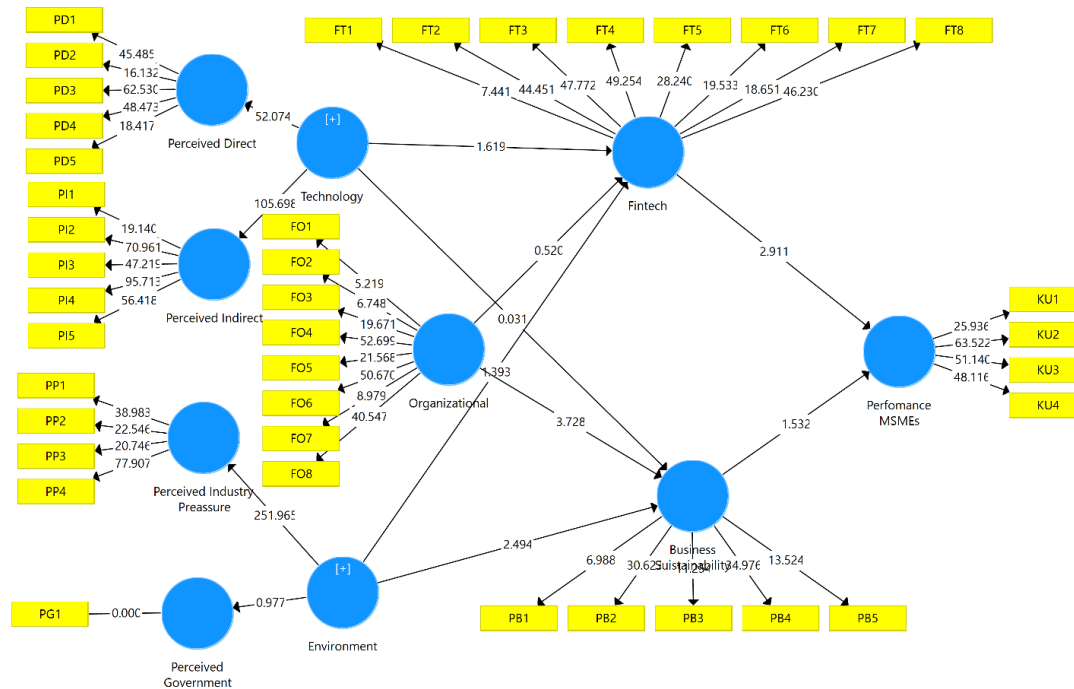 PD1
PD2
PD3
PD4
PD5
45.485
16.132
62.530
48.473
18.417
Perceived Direct
52.074
[+]
Technology
105.698
PI1
PI2
PI3
PI4
PI5
19.140
70.961
47.219
95.713
56.418
Perceived Indirect
FT1
FT2
FT3
FT4
FT5
FT6
FT7
FT8
7.441
44.451
47.772
49.254
28.240
19.533
18.651
46.230
1.619
Fintech
FO1
FO2
FO3
FO4
FO5
FO6
FO7
FO8
5.219
6.748
19.671
52.699
21.568
50.670
8.979
40.547
Organizational
0.520
0.031
1.393
3.728
2.911
KU1
KU2
KU3
KU4
25.936
63.522
51.140
48.116
Perfomance
MSMEs
1.532
PP1
PP2
PP3
PP4
38.983
22.546
20.746
77.907
Perceived Industry
Preassure
251.965
2.494
[+]
Environment
0.977
PG1
0.000
Perceived
Government
Business
Suistainability
6.988
34.976
13.524
PB1
PB2
PB3
PB4
PB5